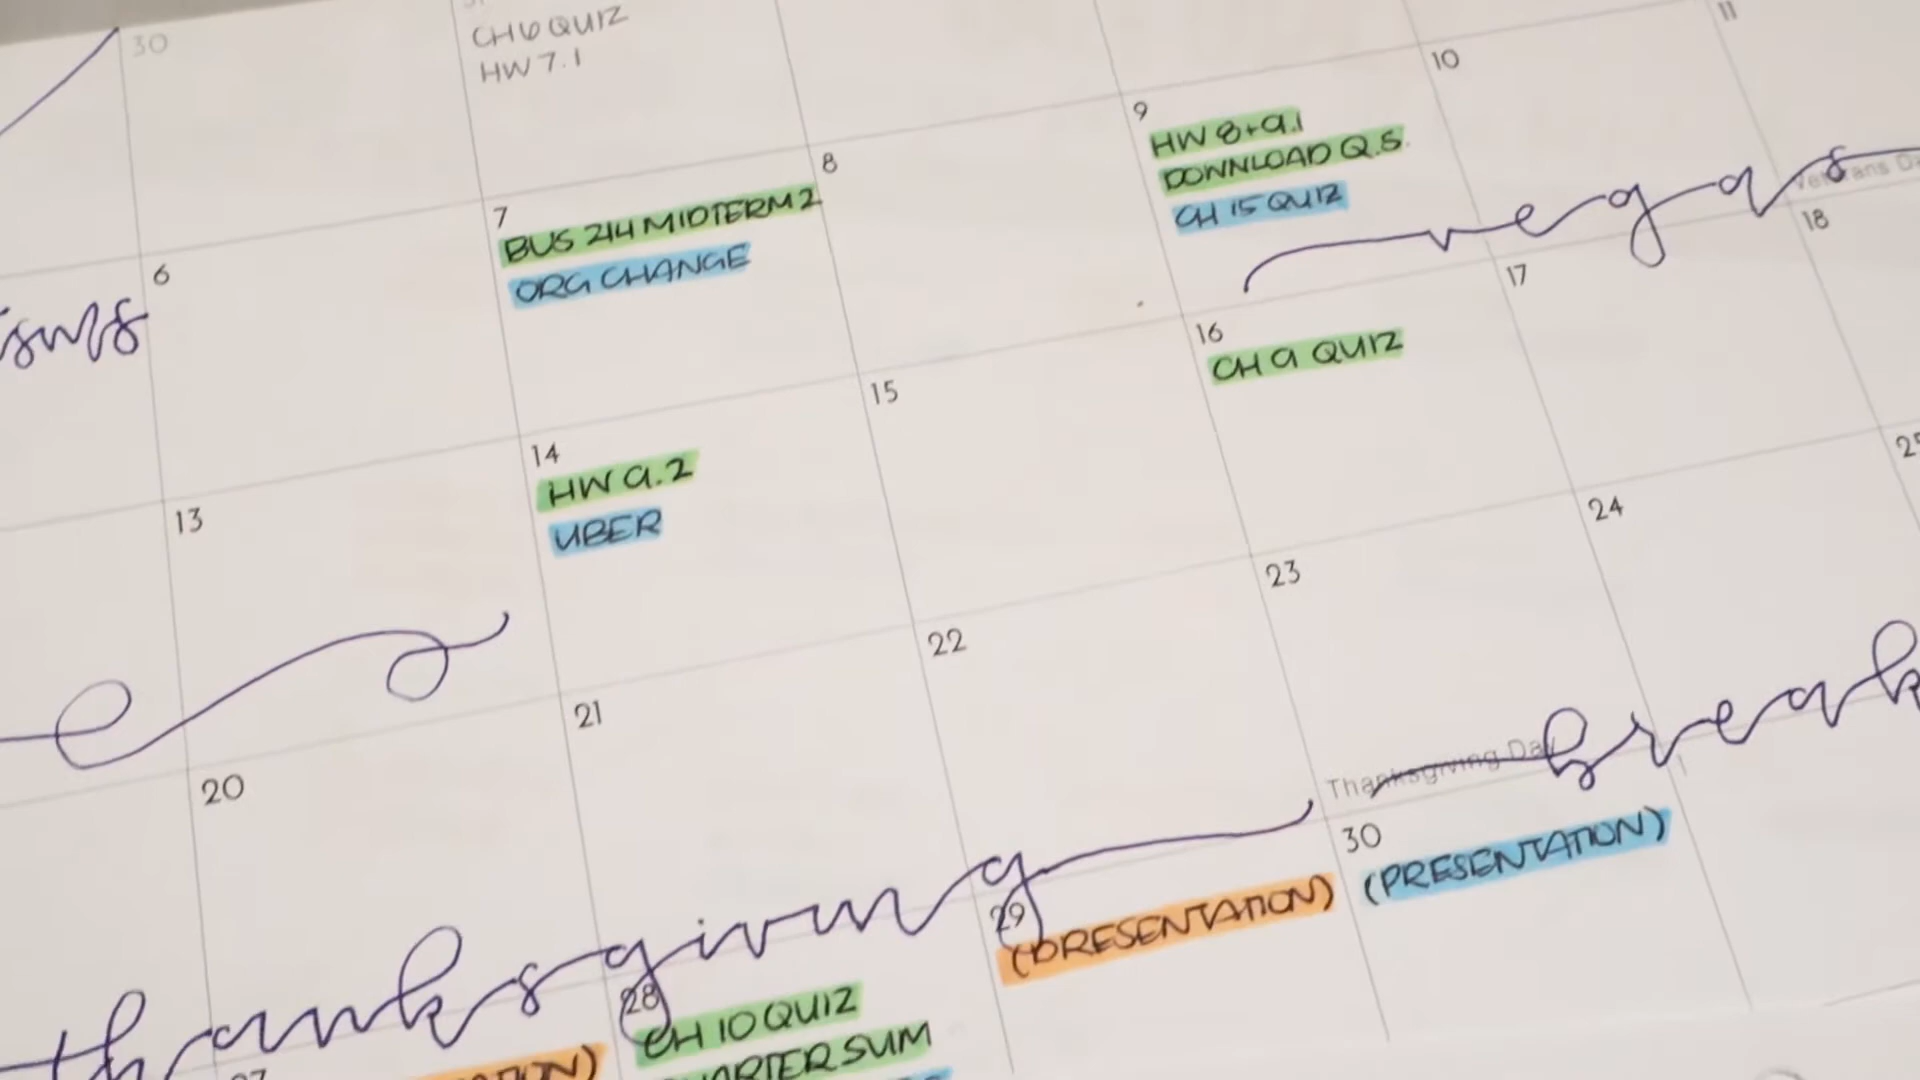 30
CH 6 QUIZ
HW 7.1
6
7
BUS 214 MIDTERM 2
ORG CHANGE
8
9
HW 8+9.1
DOWNLOAD Q.S.
CH 15 QUIZ
10
11
vegas
13
14
HW 9.2
UBER
15
16
CH 9 QUIZ
17
18
20
21
22
23
Thanksgiving Day
24
thanksgiving break
28
CH 10 QUIZ
SUM
29
(PRESENTATION)
30
(PRESENTATION)